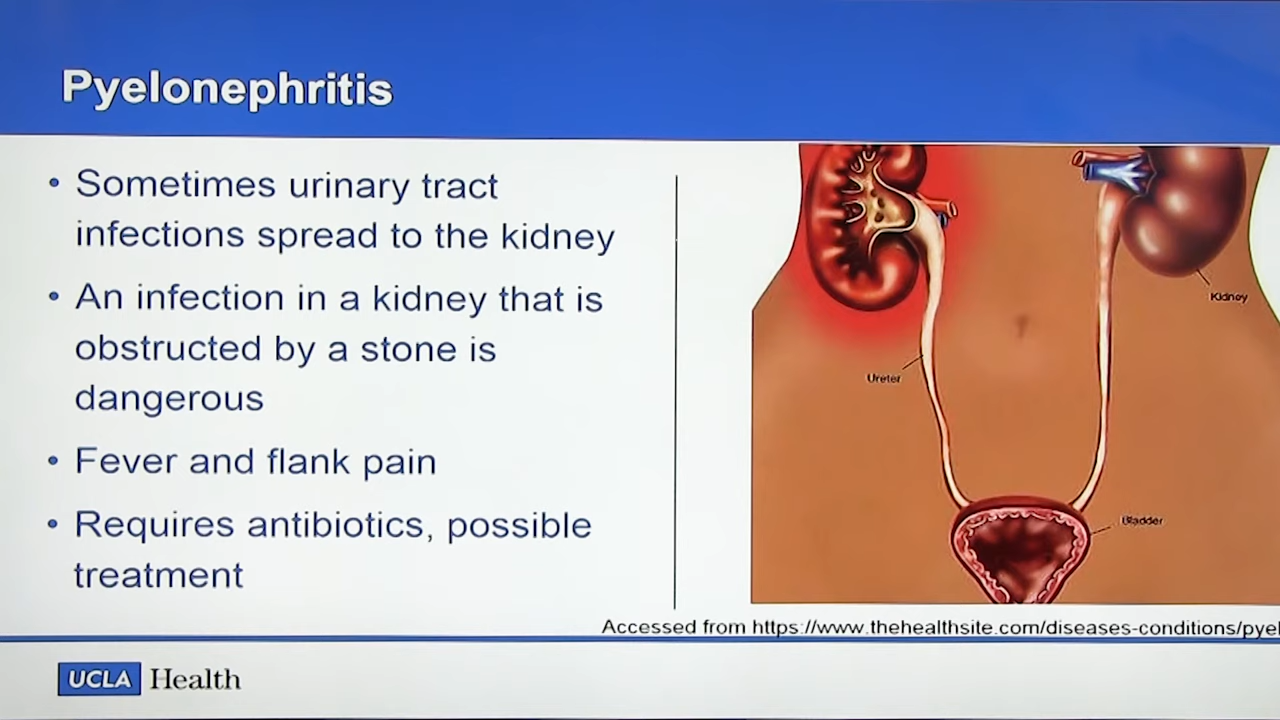 Pyelonephritis
• Sometimes urinary tract
infections spread to the kidney
• An infection in a kidney that is
obstructed by a stone is
dangerous
• Fever and flank pain
• Requires antibiotics, possible
treatment
Kidney
Ureter
Bladder
Accessed from https://www.thehealthsite.com/diseases-conditions/pyel
UCLA Health